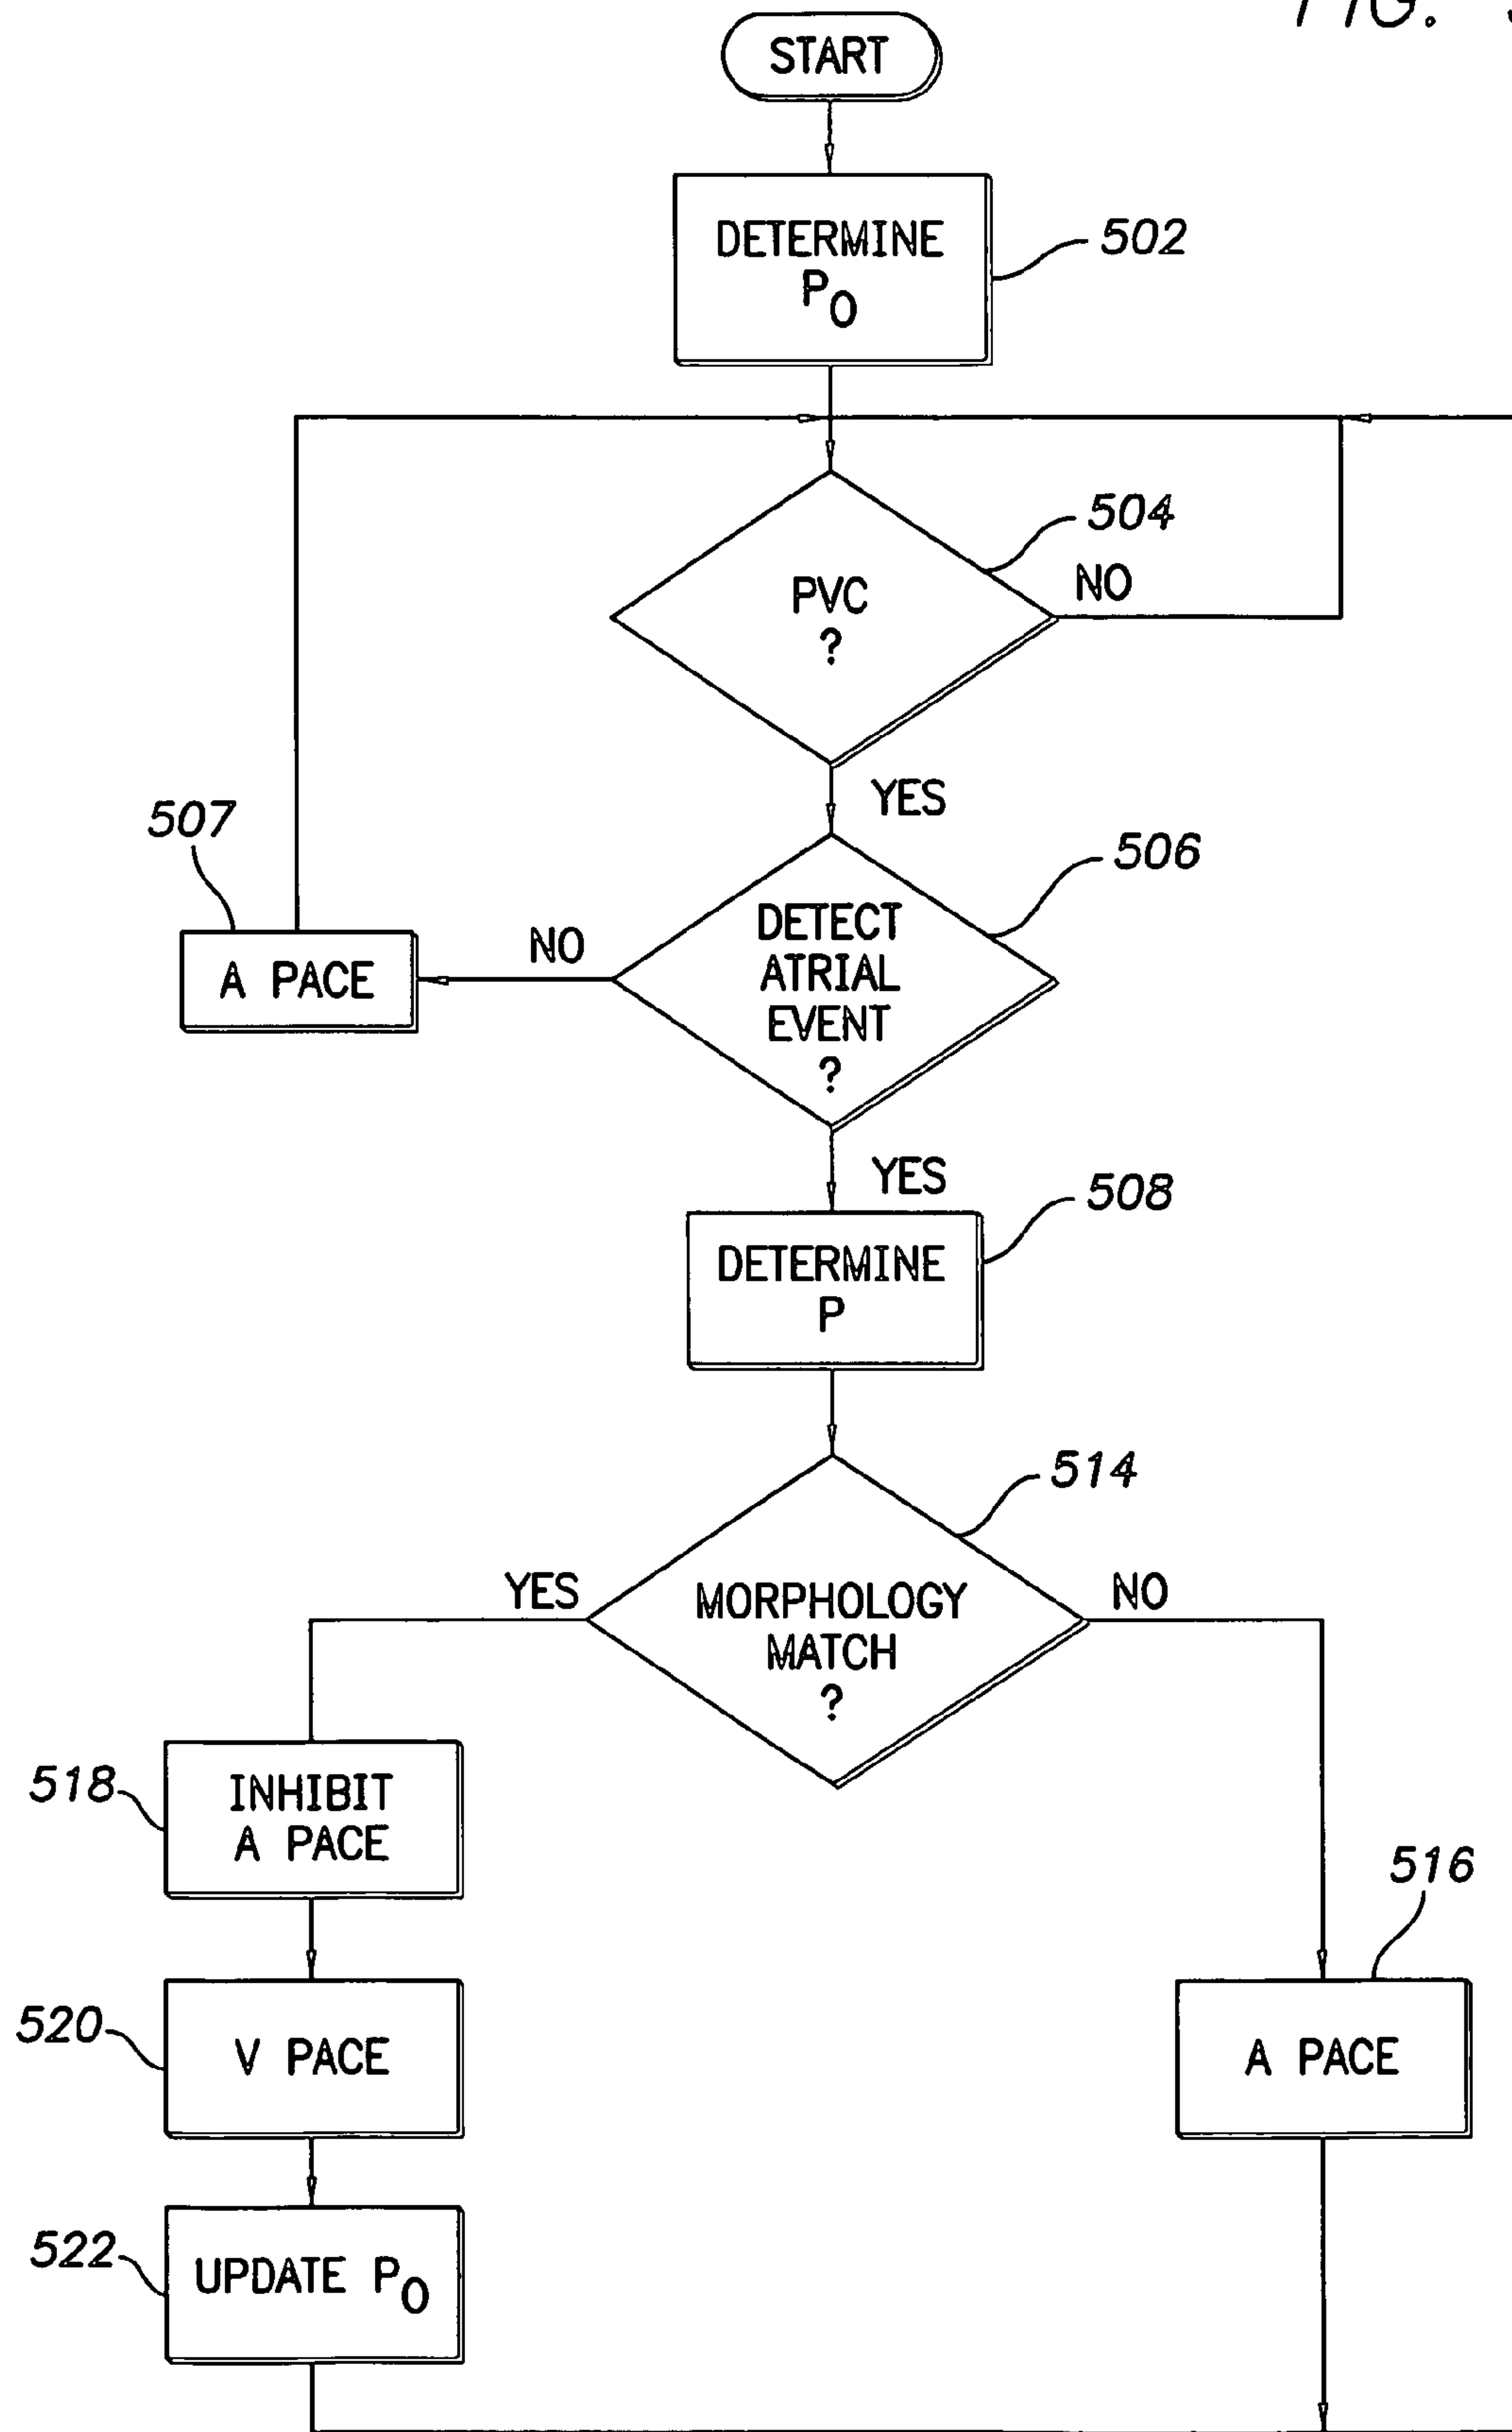 FIG.
START
DETERMINE
P0
502
504
PVC
?
NO
YES
507
506
A PACE
NO
DETECT
ATRIAL
EVENT
?
YES
508
DETERMINE
P
514
YES
MORPHOLOGY
MATCH
?
NO
518
INHIBIT
A PACE
516
520
V PACE
A PACE
522
UPDATE P0